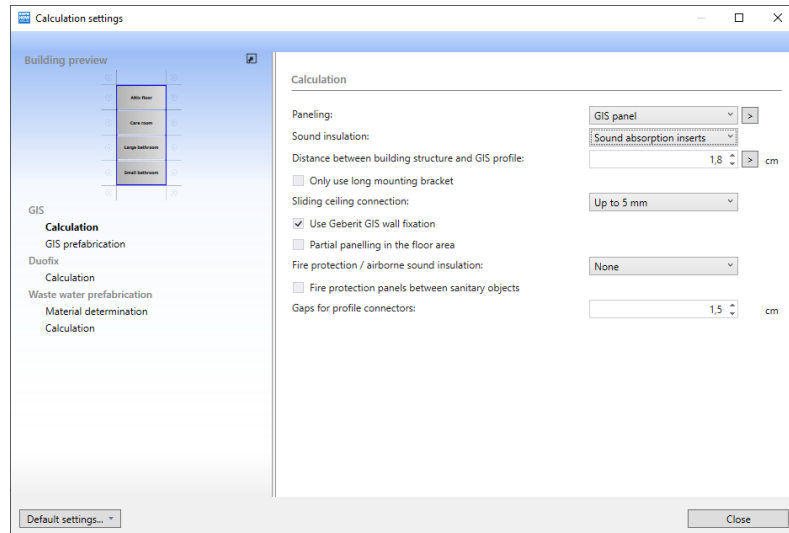 Calculation settings
Building preview
Attic floor
Care room
Large bathroom
Small bathroom
GIS
Calculation
GIS prefabrication
Duofix
Calculation
Waste water prefabrication
Material determination
Calculation
Calculation
Paneling: GIS panel >
Sound insulation: Sound absorption inserts
Distance between building structure and GIS profile: 1,8 > cm
Only use long mounting bracket
Sliding ceiling connection: Up to 5 mm
Use Geberit GIS wall fixation
Partial panelling in the floor area
Fire protection / airborne sound insulation: None
Fire protection panels between sanitary objects
Gaps for profile connectors: 1,5 cm
Default settings...
Close